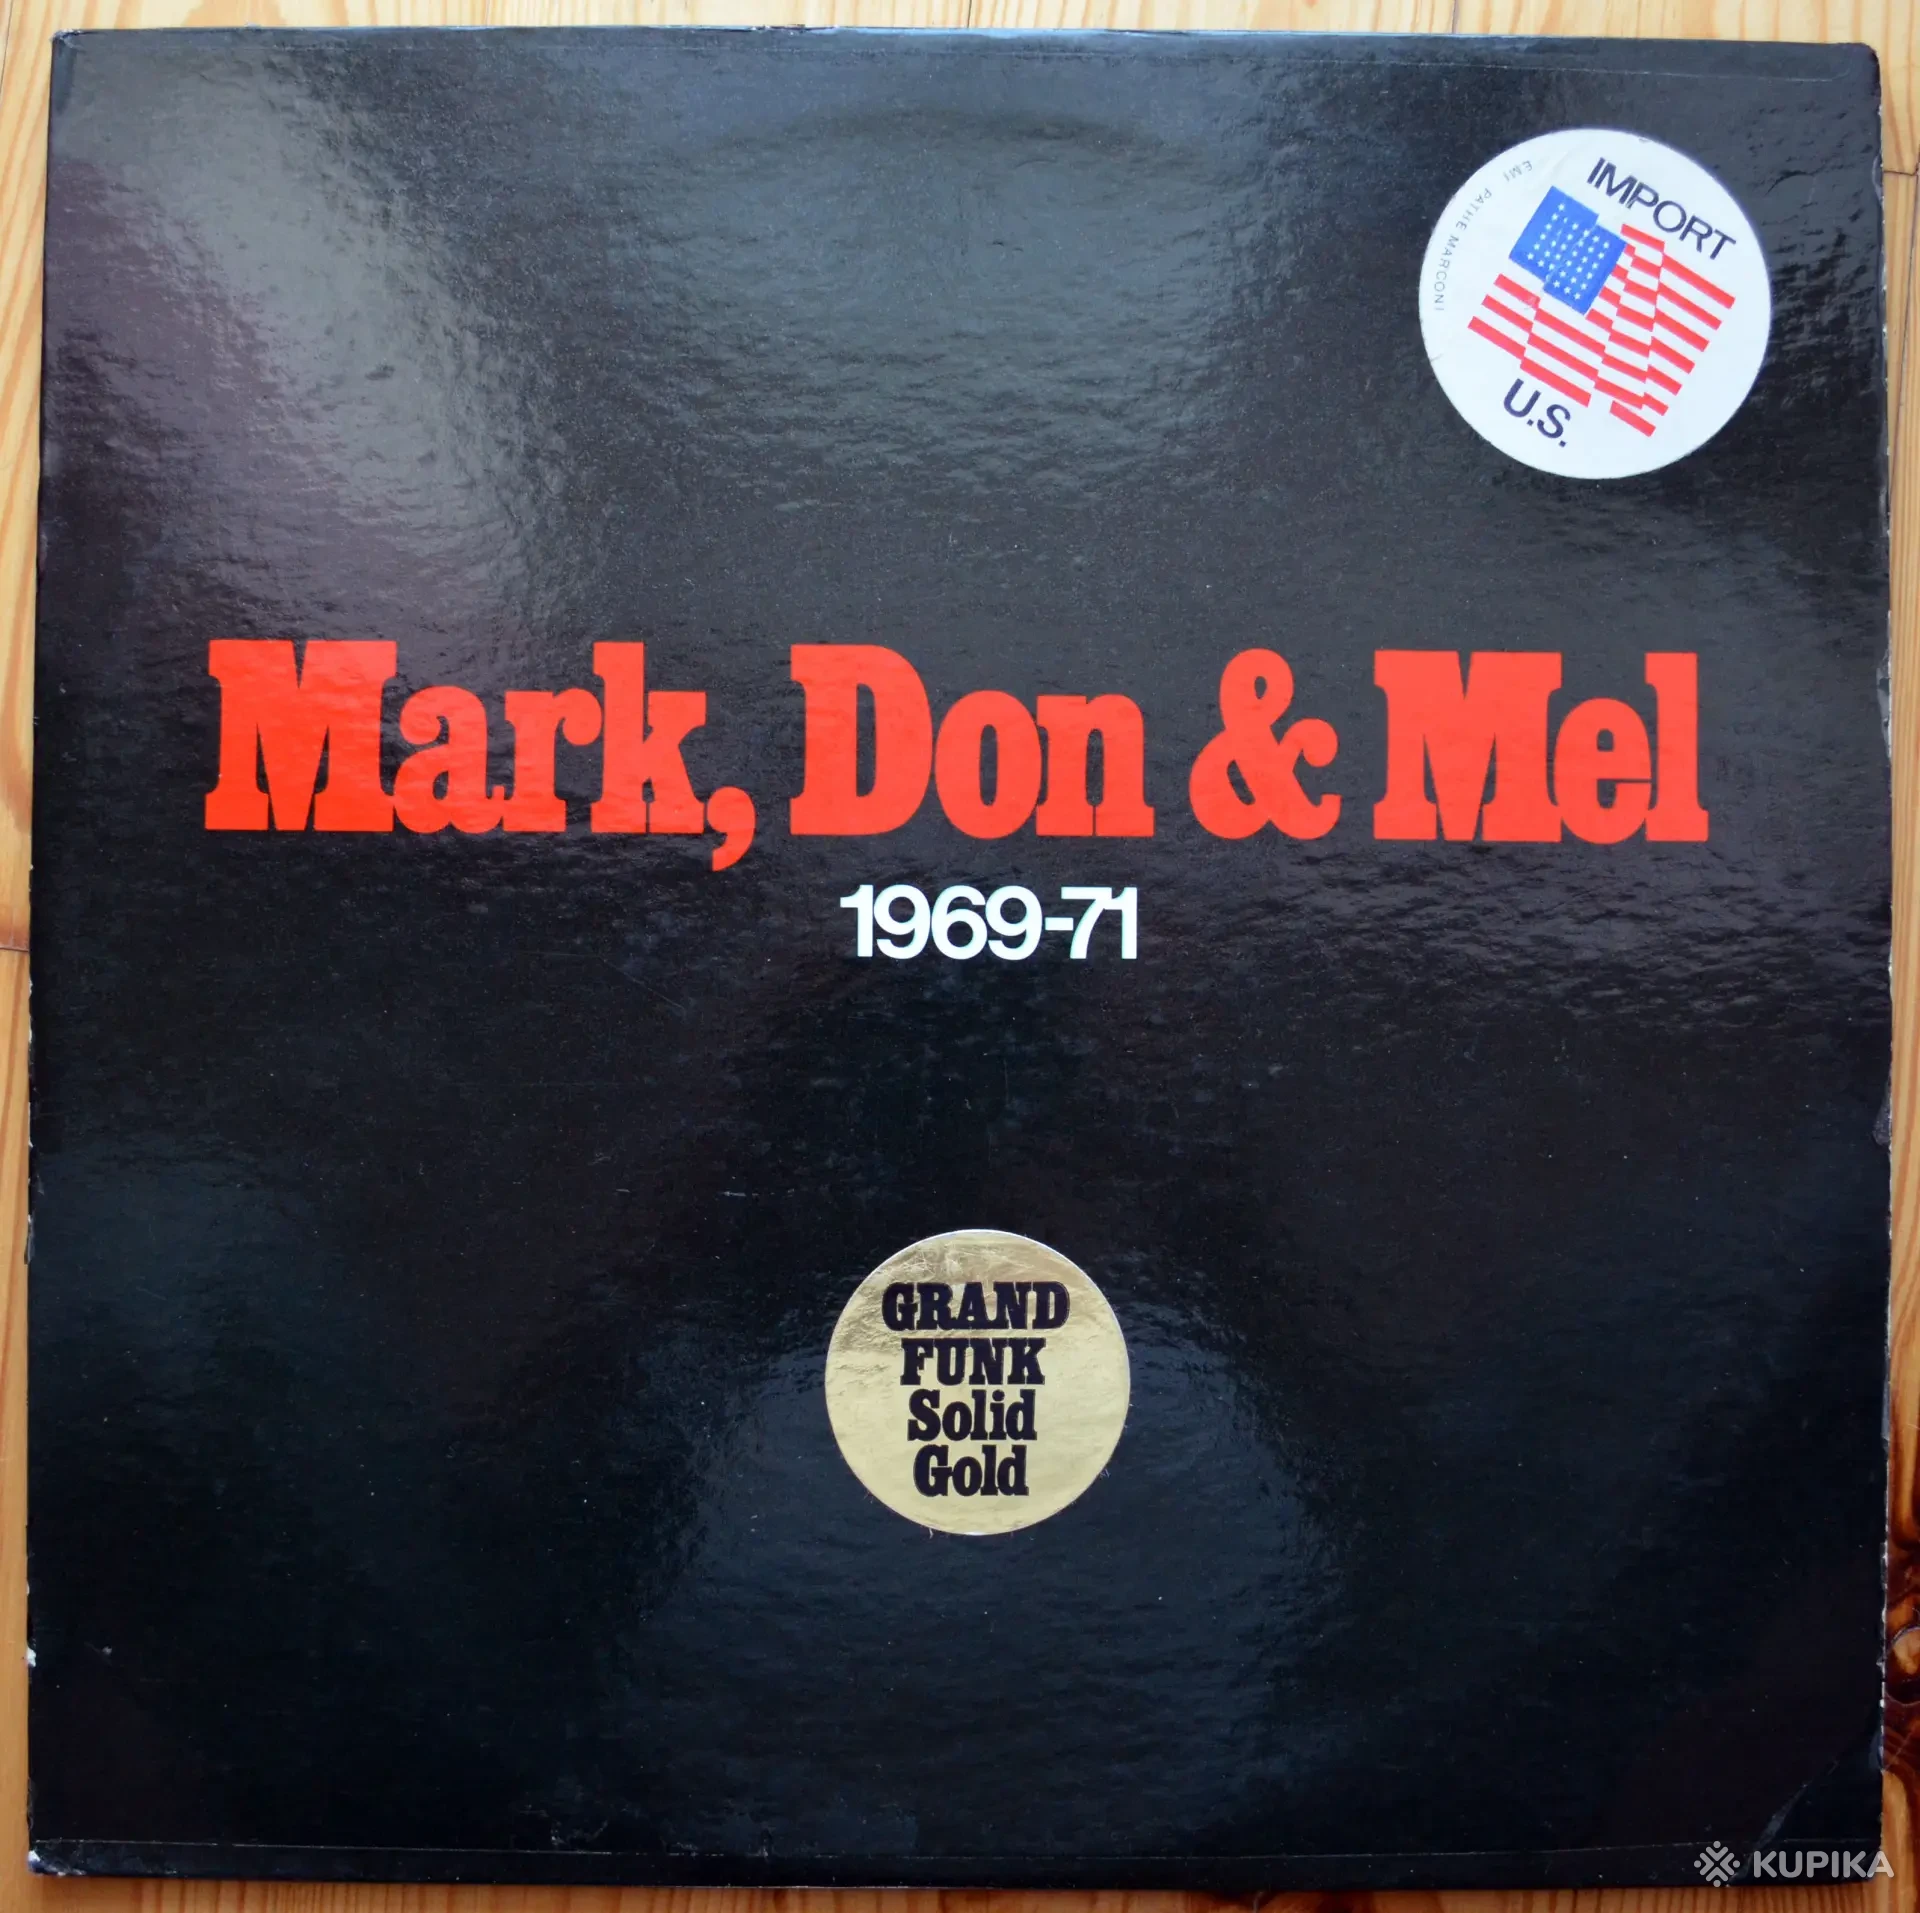 IMPORT
EMI PATHE MARCONI
U.S.
Mark, Don & Mel
1969-71
GRAND
FUNK
Solid
Gold
KUPIKA